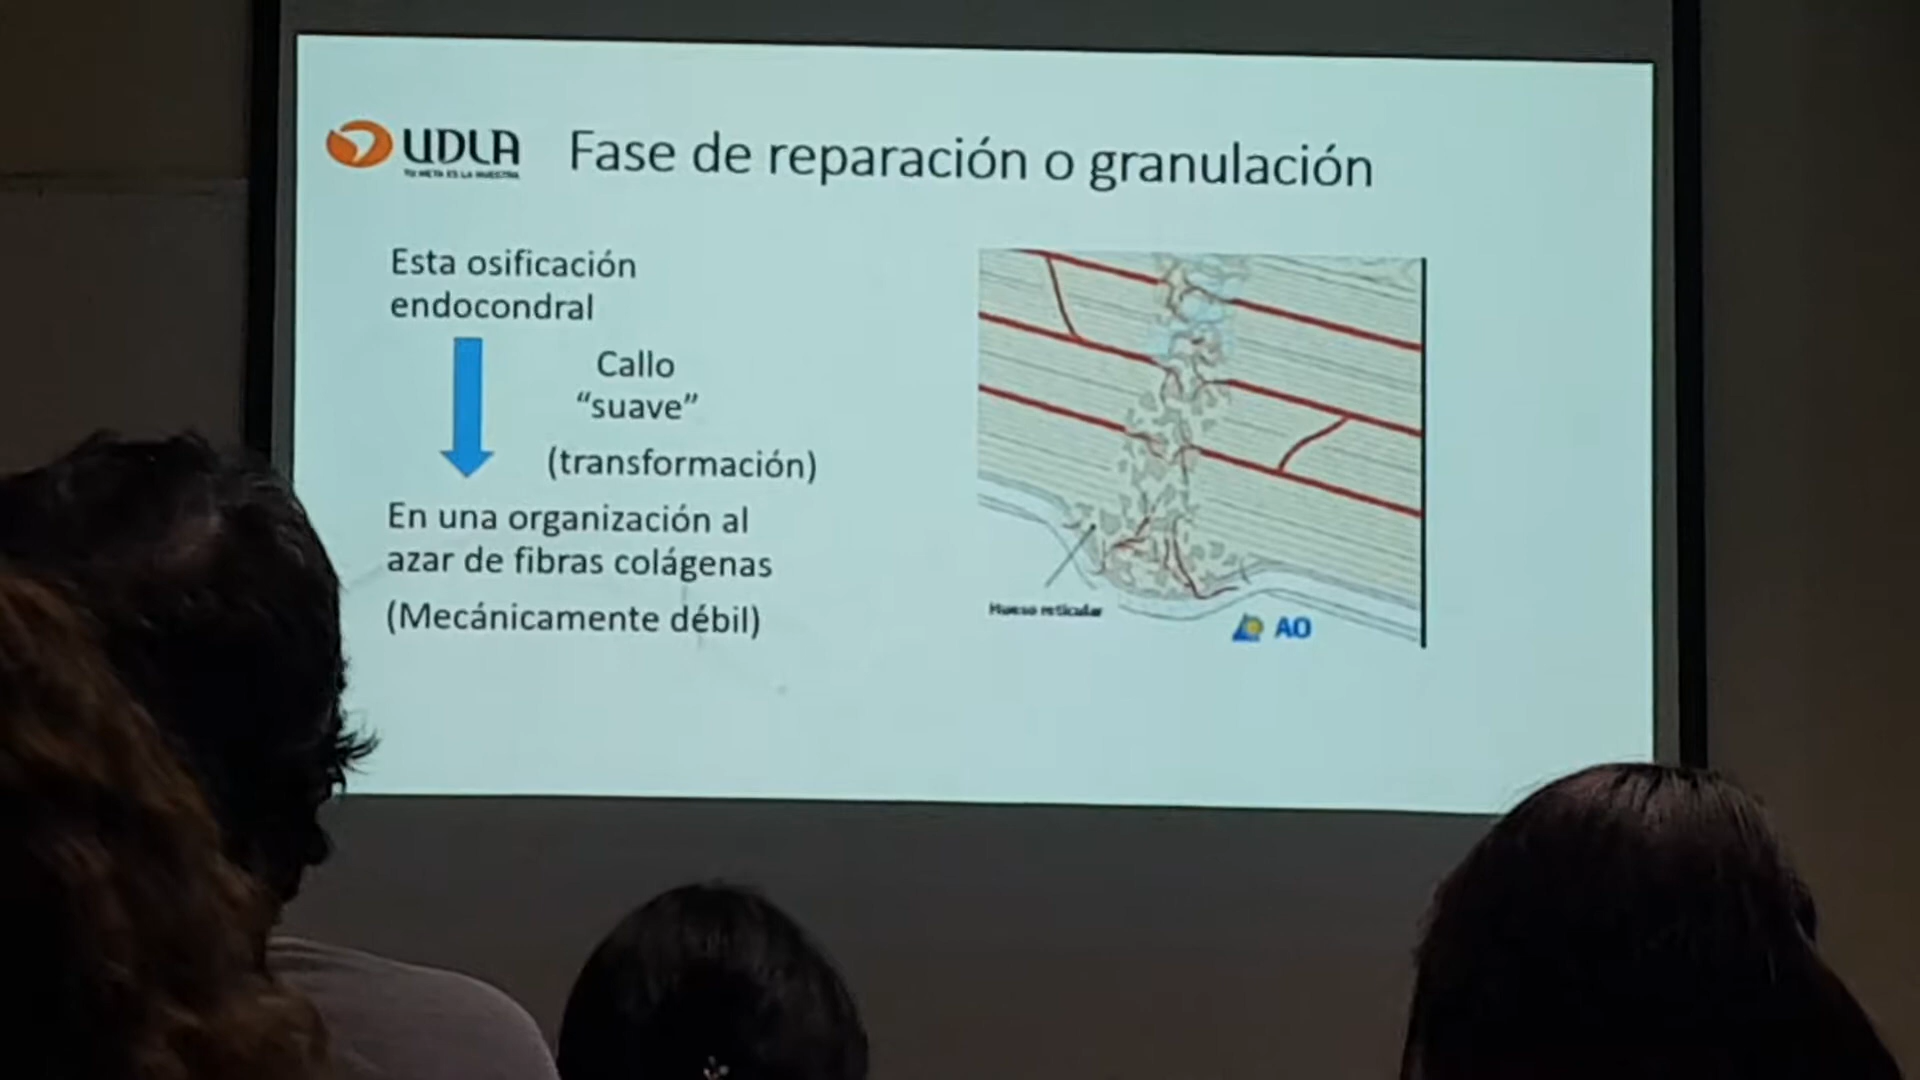 UDLA
TU META ES LA NUESTRA
Fase de reparación o granulación
Esta osificación
endocondral
Callo
“suave”
(transformación)
En una organización al
azar de fibras colágenas
(Mecánicamente débil)
Hueso reticular
AO